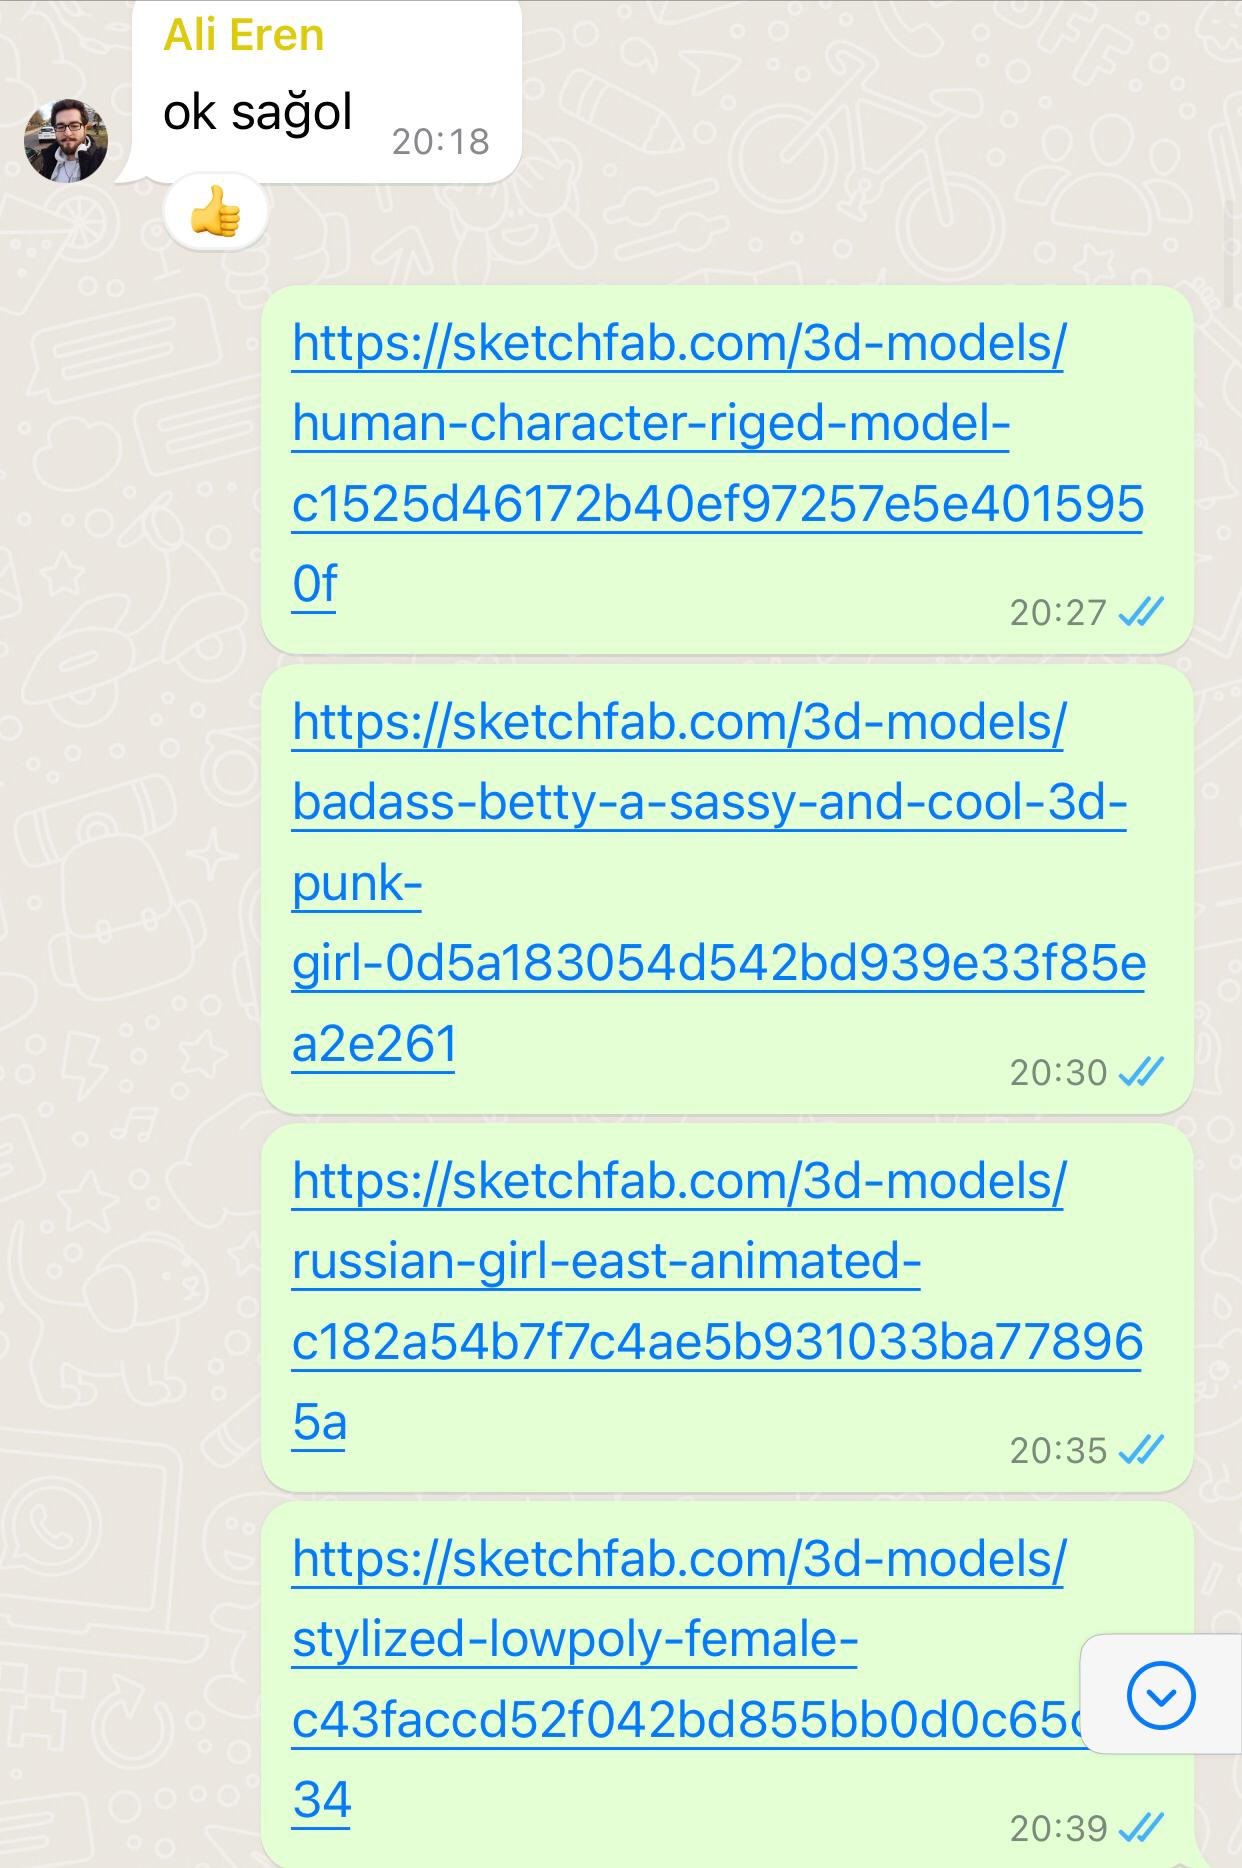 Ali Eren
ok sağol
20:18
https://sketchfab.com/3d-models/
human-character-riged-model-
c1525d46172b40ef97257e5e401595
0f
20:27
https://sketchfab.com/3d-models/
badass-betty-a-sassy-and-cool-3d-
punk-
girl-0d5a183054d542bd939e33f85e
a2e261
20:30
https://sketchfab.com/3d-models/
russian-girl-east-animated-
c182a54b7f7c4ae5b931033ba77896
5a
20:35
https://sketchfab.com/3d-models/
stylized-lowpoly-female-
34
20:39